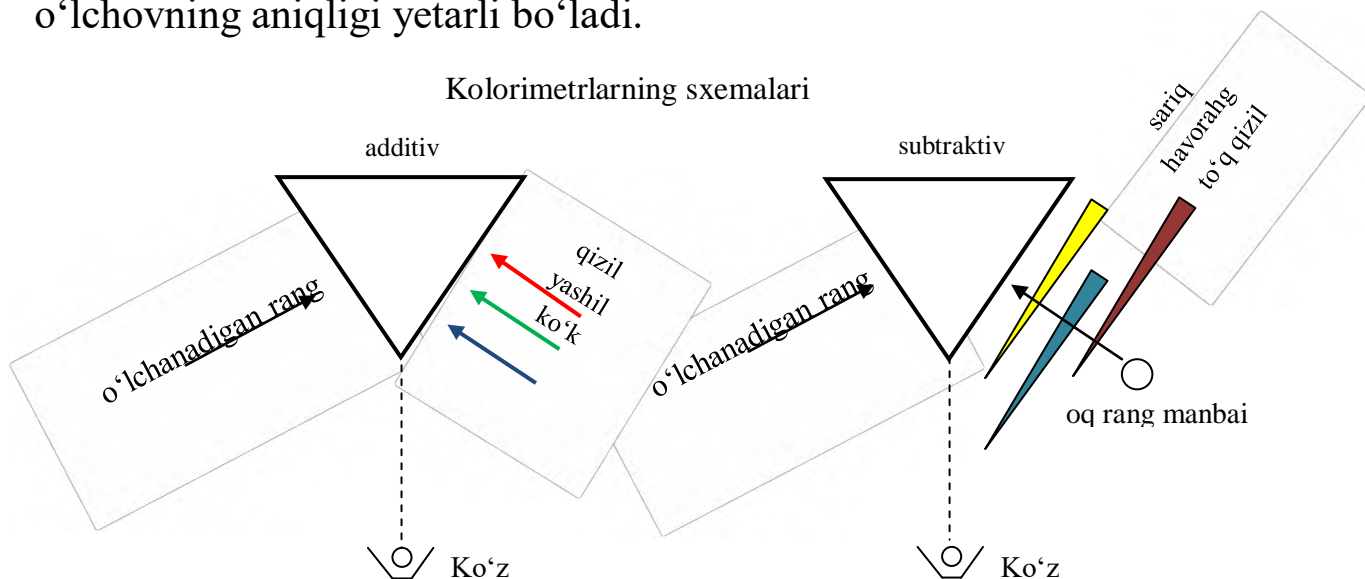 o‘lchovning aniqligi yetarli bo‘ladi.
Kolorimetrlarning sxemalari
additiv
o‘lchanadigan rang
qizil
yashil
ko‘k
Ko‘z
subtraktiv
o‘lchanadigan rang
sariq
havorahg
to‘q qizil
oq rang manbai
Ko‘z